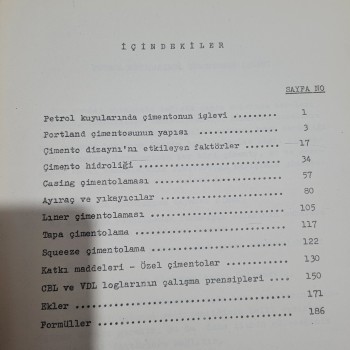 İÇİNDEKİLER
SAYFA NO
Petrol kuyularında çimentonun işlevi ......... 1
Portland çimentosunun yapısı ................ 3
Çimento dizaynı'nı etkileyen faktörler ....... 17
Çimento hidroliği ........................... 34
Casing çimentolaması ........................ 57
Ayıraç ve yıkayıcılar ....................... 80
Liner çimentolaması ......................... 105
Tapa çimentolama ............................ 117
Squeeze çimentolama ......................... 122
Katkı maddeleri - Özel çimentolar ........... 130
CBL ve VDL loglarının çalışma prensipleri .... 150
Ekler ....................................... 171
Formüller ................................... 186